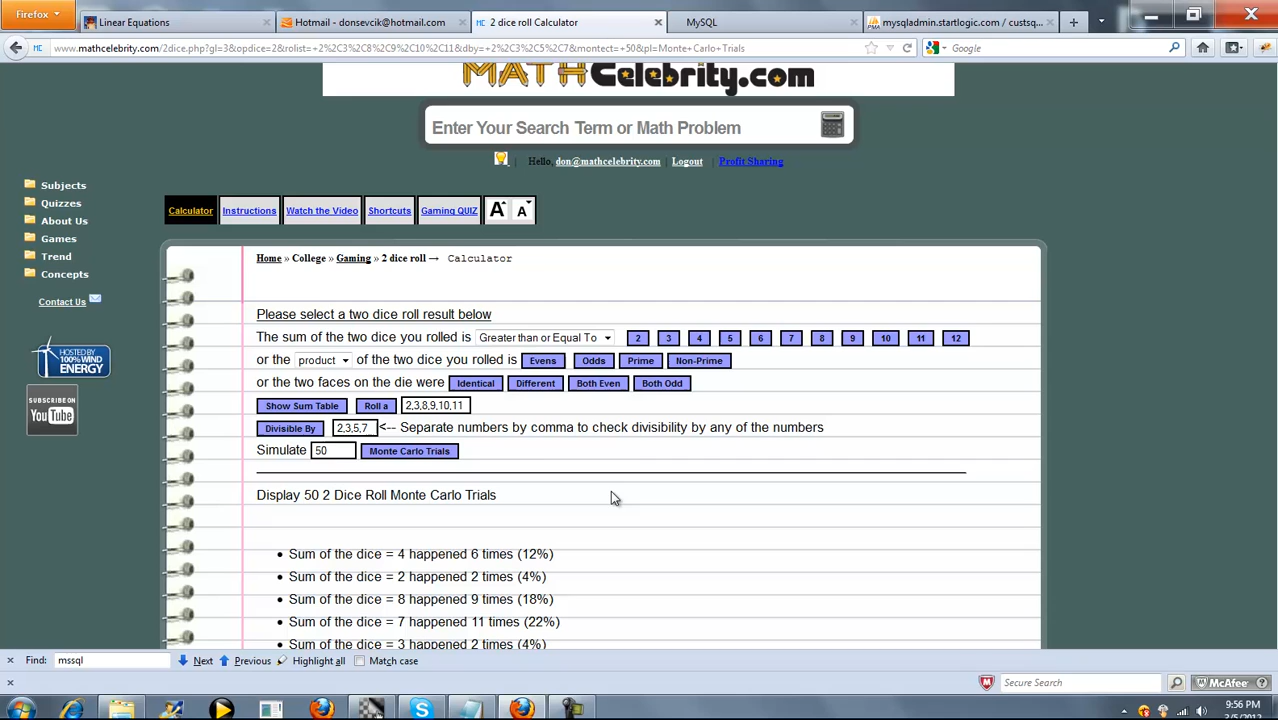 Firefox
Linear Equations
Hotmail - donsevcik@hotmail.com
MC 2 dice roll Calculator
MySQL
mysqladmin.startlogic.com / custsq...
MC www.mathcelebrity.com/2dice.php?gl=3&opdice=2&rolist=+2%2C3%2C8%2C9%2C10%2C11&dby=+2%2C3%2C5%2C7&montect=+50&pl=Monte+Carlo+Trials
Google
MATHCelebrity.com
Enter Your Search Term or Math Problem
| Hello, don@mathcelebrity.com | Logout | Profit Sharing
Subjects
Quizzes
About Us
Games
Trend
Concepts
Contact Us
HOSTED BY 100% WIND ENERGY
SUBSCRIBE ON YouTube
Calculator Instructions Watch the Video Shortcuts Gaming QUIZ A A
Home » College » Gaming » 2 dice roll → Calculator
Please select a two dice roll result below
The sum of the two dice you rolled is Greater than or Equal To 2 3 4 5 6 7 8 9 10 11 12
or the product of the two dice you rolled is Evens Odds Prime Non-Prime
or the two faces on the die were Identical Different Both Even Both Odd
Show Sum Table Roll a 2,3,8,9,10,11
Divisible By 2,3,5,7 <-- Separate numbers by comma to check divisibility by any of the numbers
Simulate 50 Monte Carlo Trials
Display 50 2 Dice Roll Monte Carlo Trials
• Sum of the dice = 4 happened 6 times (12%)
• Sum of the dice = 2 happened 2 times (4%)
• Sum of the dice = 8 happened 9 times (18%)
• Sum of the dice = 7 happened 11 times (22%)
• Sum of the dice = 3 happened 2 times (4%)
× Find: mssql Next Previous Highlight all Match case
× Secure Search McAfee
9:56 PM
3/5/2012